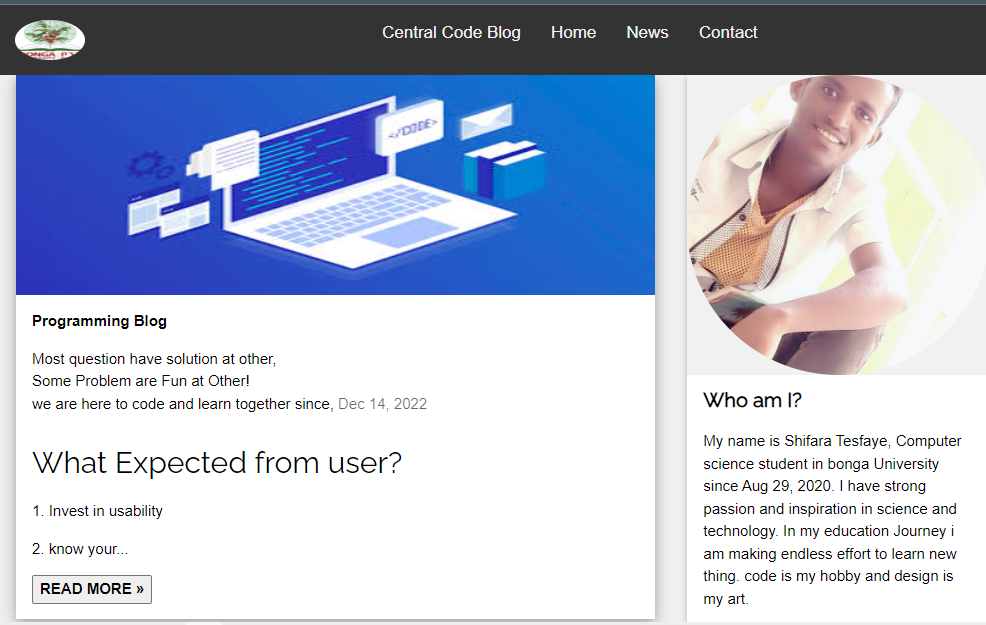 Central Code Blog Home News Contact
</CODE>
Programming Blog
Most question have solution at other,
Some Problem are Fun at Other!
we are here to code and learn together since, Dec 14, 2022
What Expected from user?
1. Invest in usability
2. know your...
READ MORE »
Who am I?
My name is Shifara Tesfaye, Computer
science student in bonga University
since Aug 29, 2020. I have strong
passion and inspiration in science and
technology. In my education Journey i
am making endless effort to learn new
thing. code is my hobby and design is
my art.